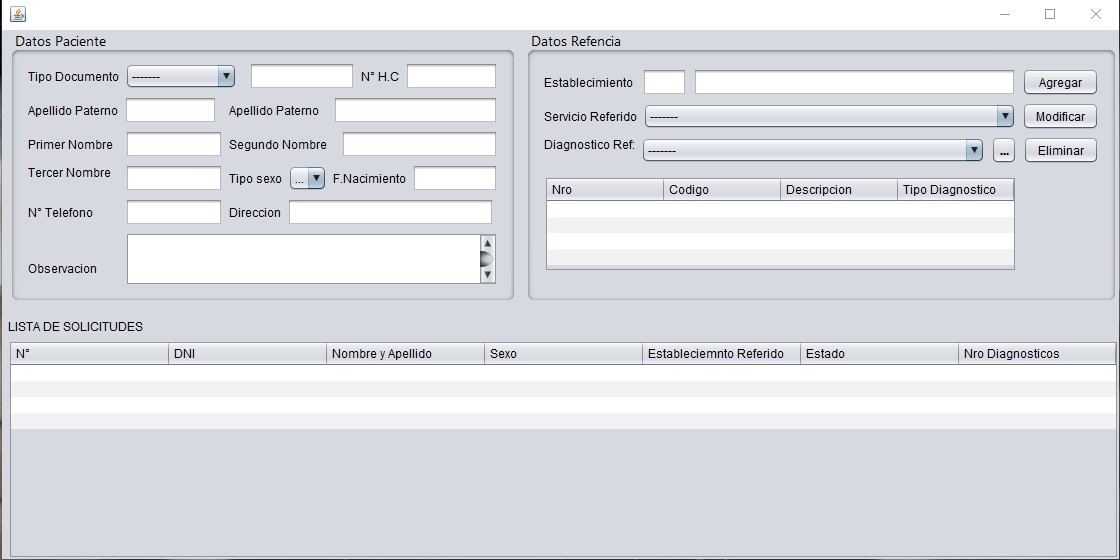 Datos Paciente
Tipo Documento ------- N° H.C
Apellido Paterno Apellido Paterno
Primer Nombre Segundo Nombre
Tercer Nombre Tipo sexo ... F.Nacimiento
N° Telefono Direccion
Observacion
Datos Refencia
Establecimiento Agregar
Servicio Referido ------- Modificar
Diagnostico Ref: ------- ... Eliminar
Nro Codigo Descripcion Tipo Diagnostico
LISTA DE SOLICITUDES
N° DNI Nombre y Apellido Sexo Estableciemnto Referido Estado Nro Diagnosticos